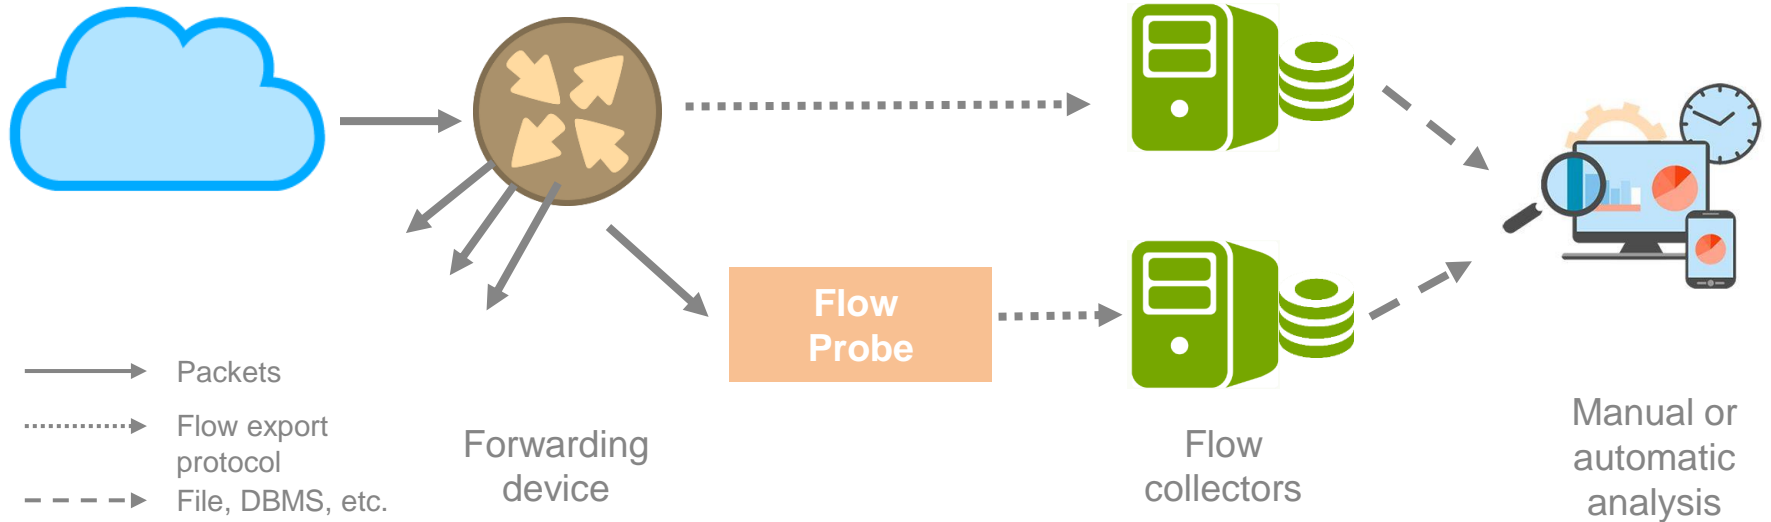 Flow
Probe
Packets
Flow export
protocol
File, DBMS, etc.
Forwarding
device
Flow
collectors
Manual or
automatic
analysis